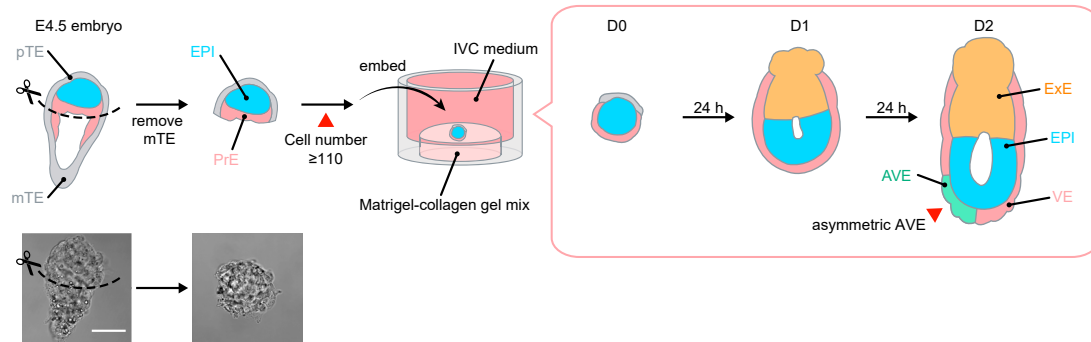 E4.5 embryo
pTE
mTE
remove
mTE
EPI
PrE
Cell number
≥110
embed
IVC medium
Matrigel-collagen gel mix
D0
24 h
D1
24 h
D2
ExE
EPI
AVE
VE
asymmetric AVE